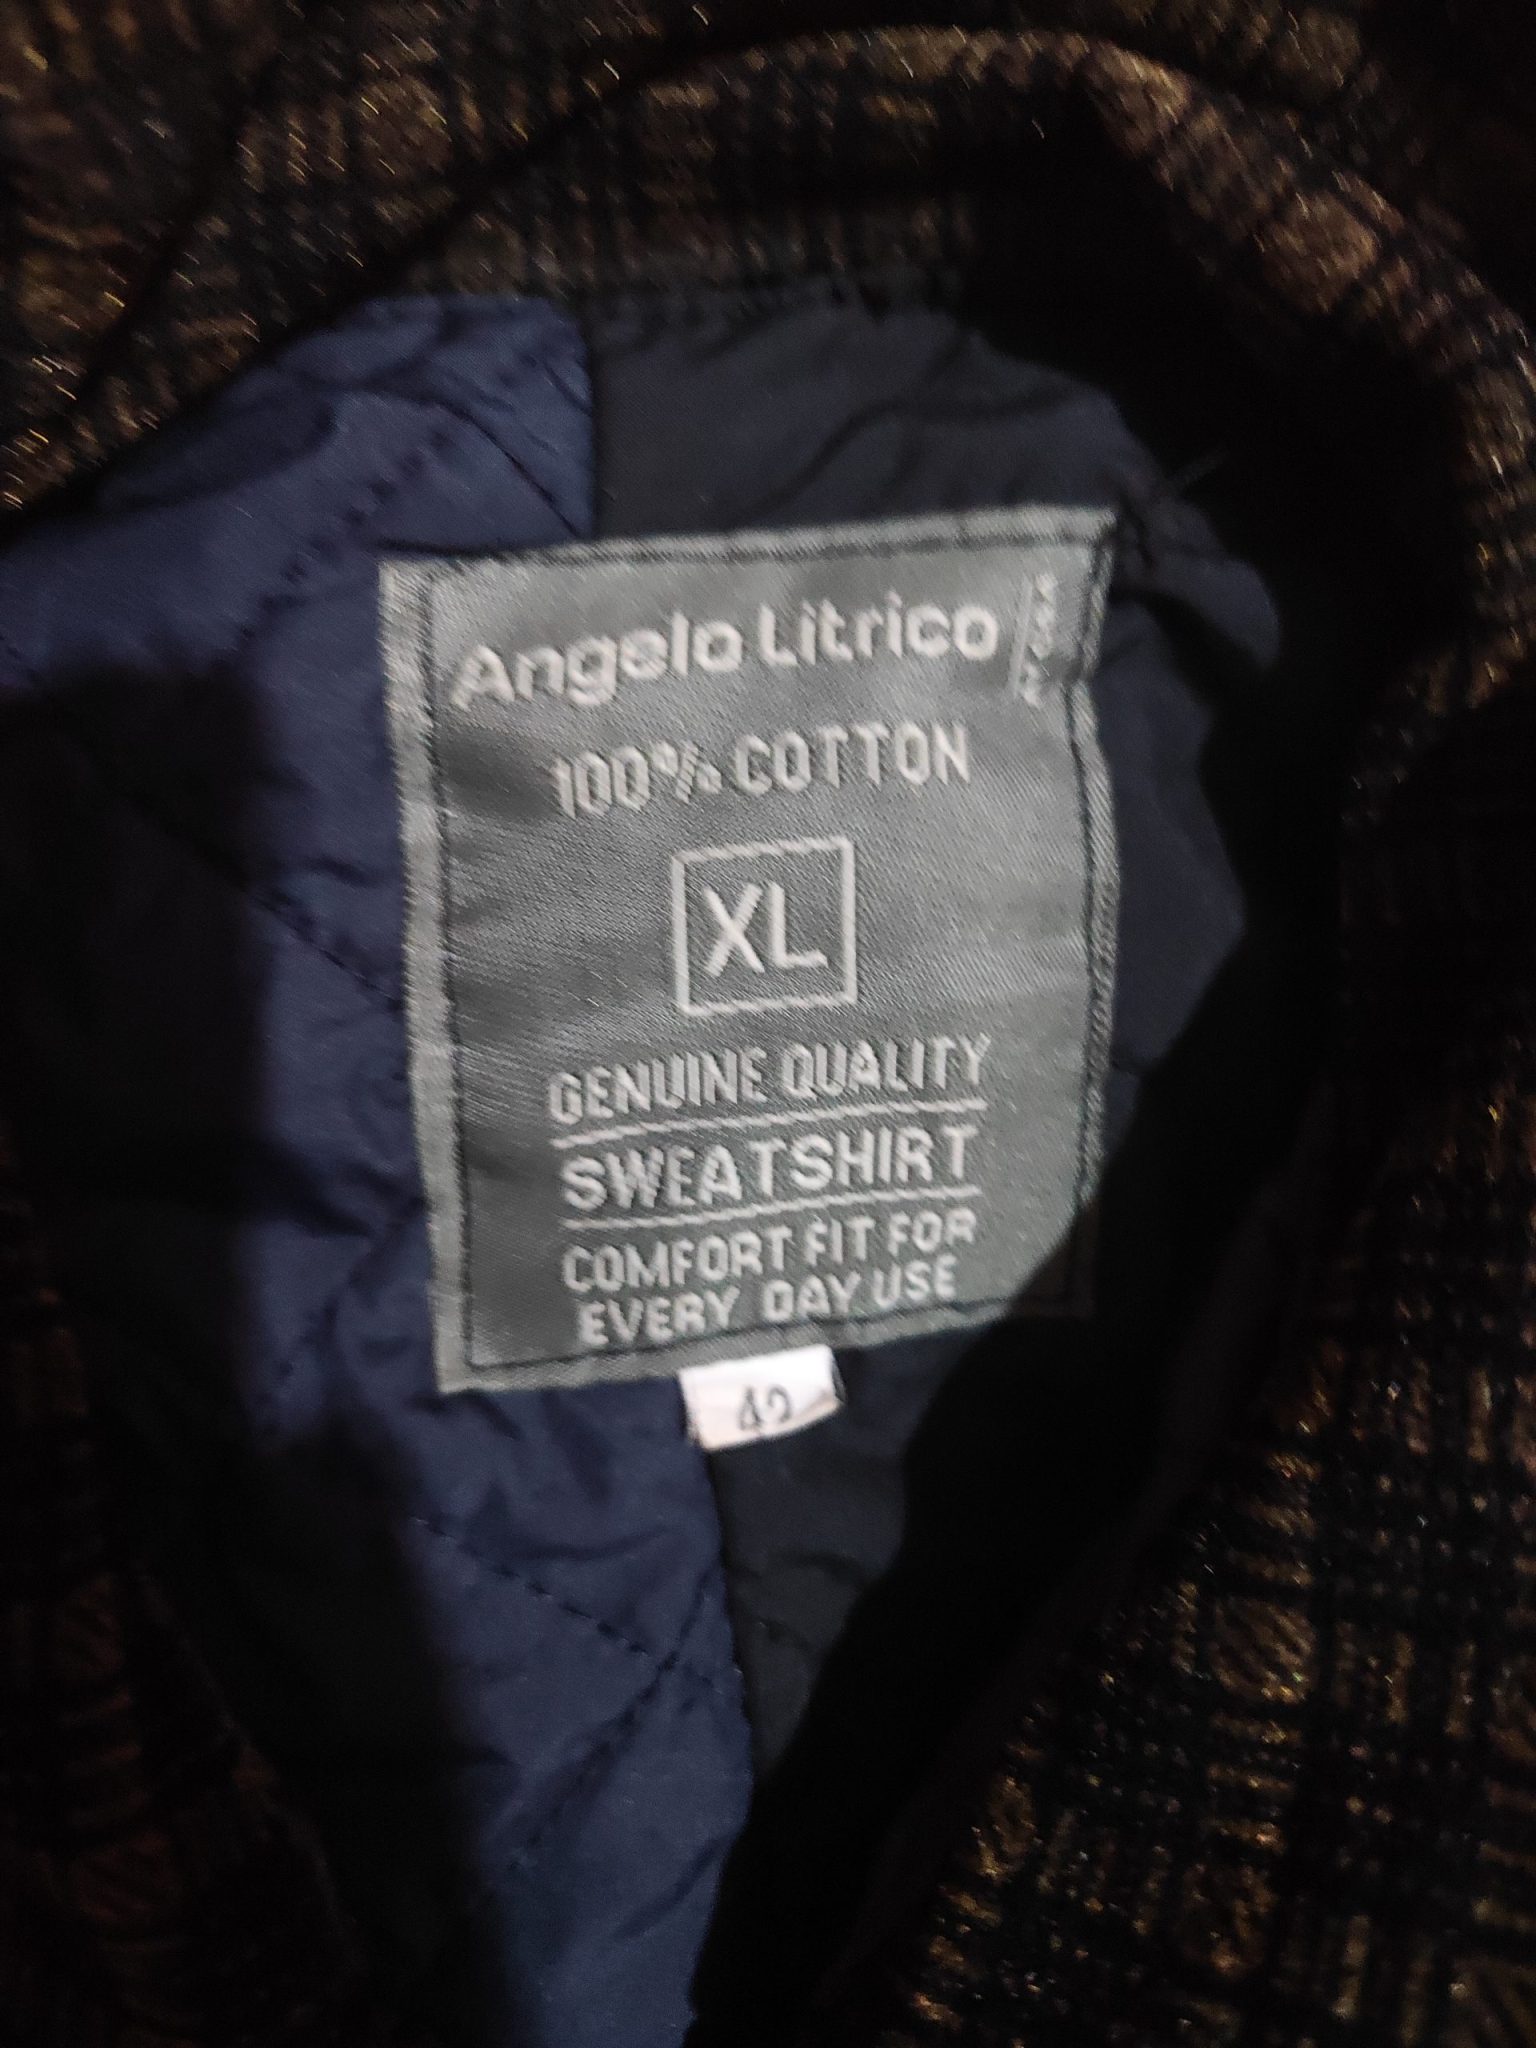 Angelo Litrico
100% COTTON
XL
GENUINE QUALITY
SWEATSHIRT
COMFORT FIT FOR
EVERY DAY USE
42